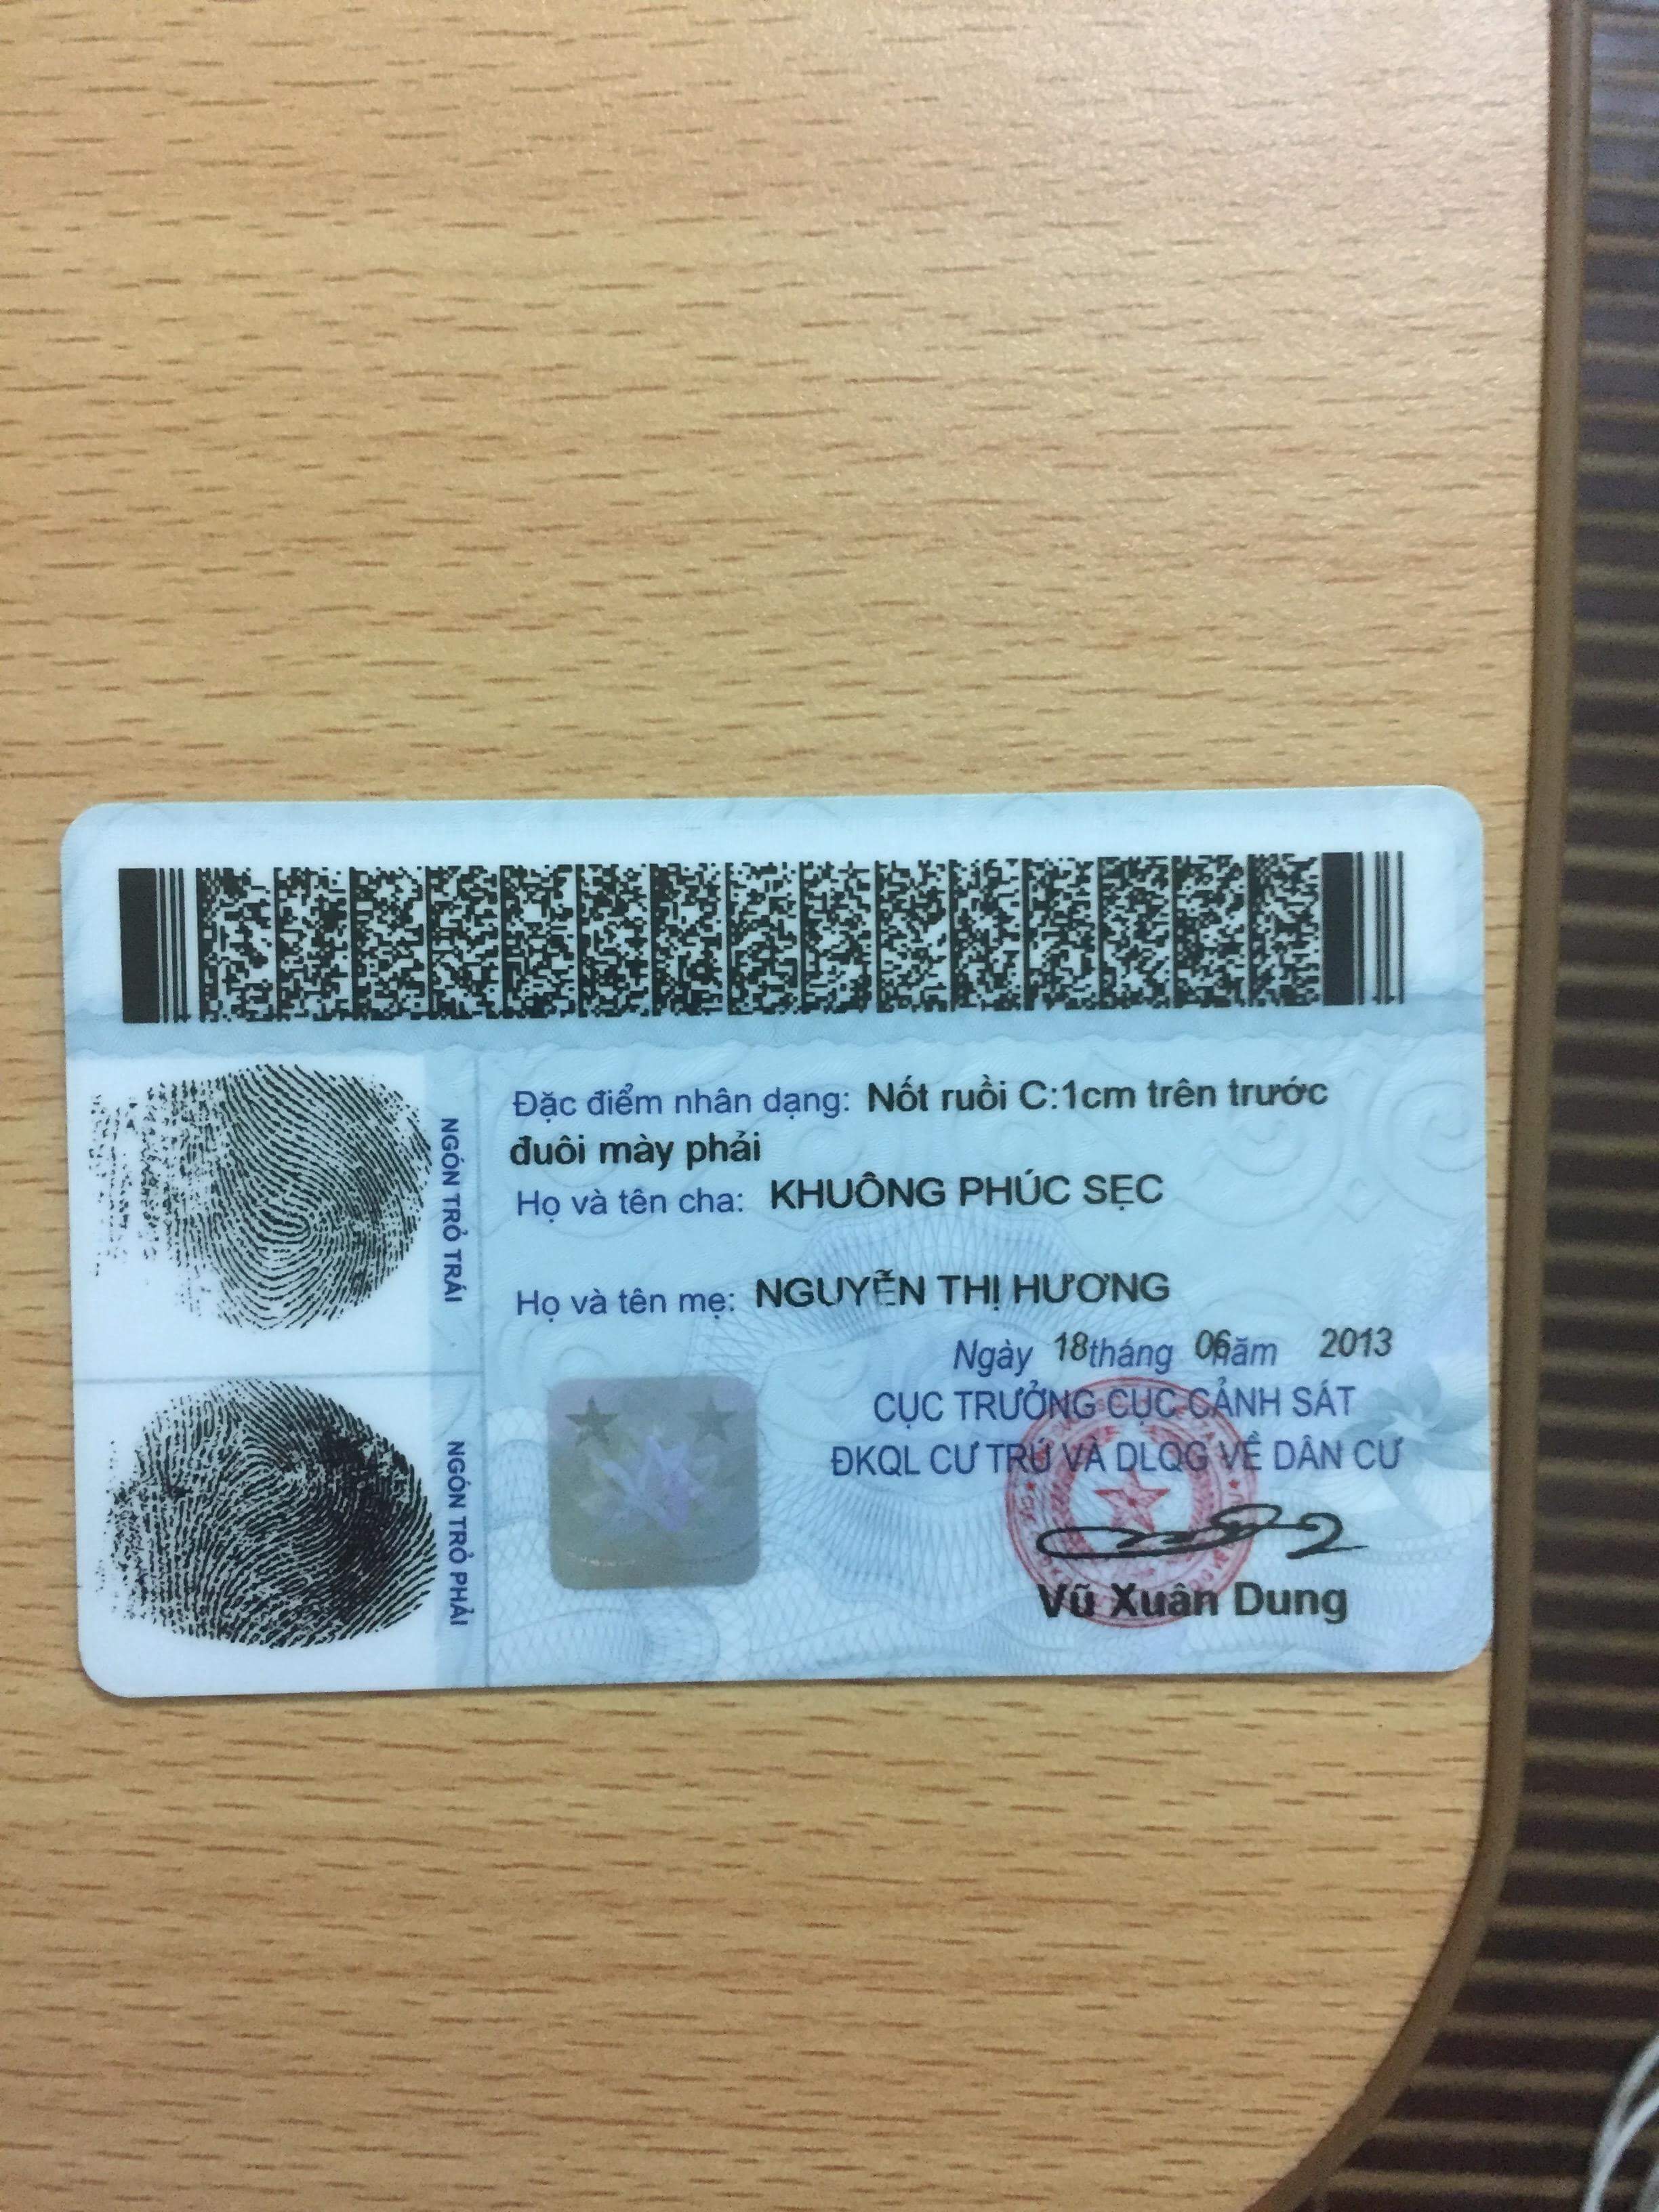 Đặc điểm nhân dạng: Nốt ruồi C:1cm trên trước
đuôi mày phải
Họ và tên cha: KHUÔNG PHÚC SẸC
Họ và tên mẹ: NGUYỄN THỊ HƯƠNG
Ngày 18 tháng 06 năm 2013
CỤC TRƯỞNG CỤC CẢNH SÁT
ĐKQL CƯ TRÚ VÀ DLQG VỀ DÂN CƯ
Vũ Xuân Dung
NGÓN TRỎ TRÁI
NGÓN TRỎ PHẢI